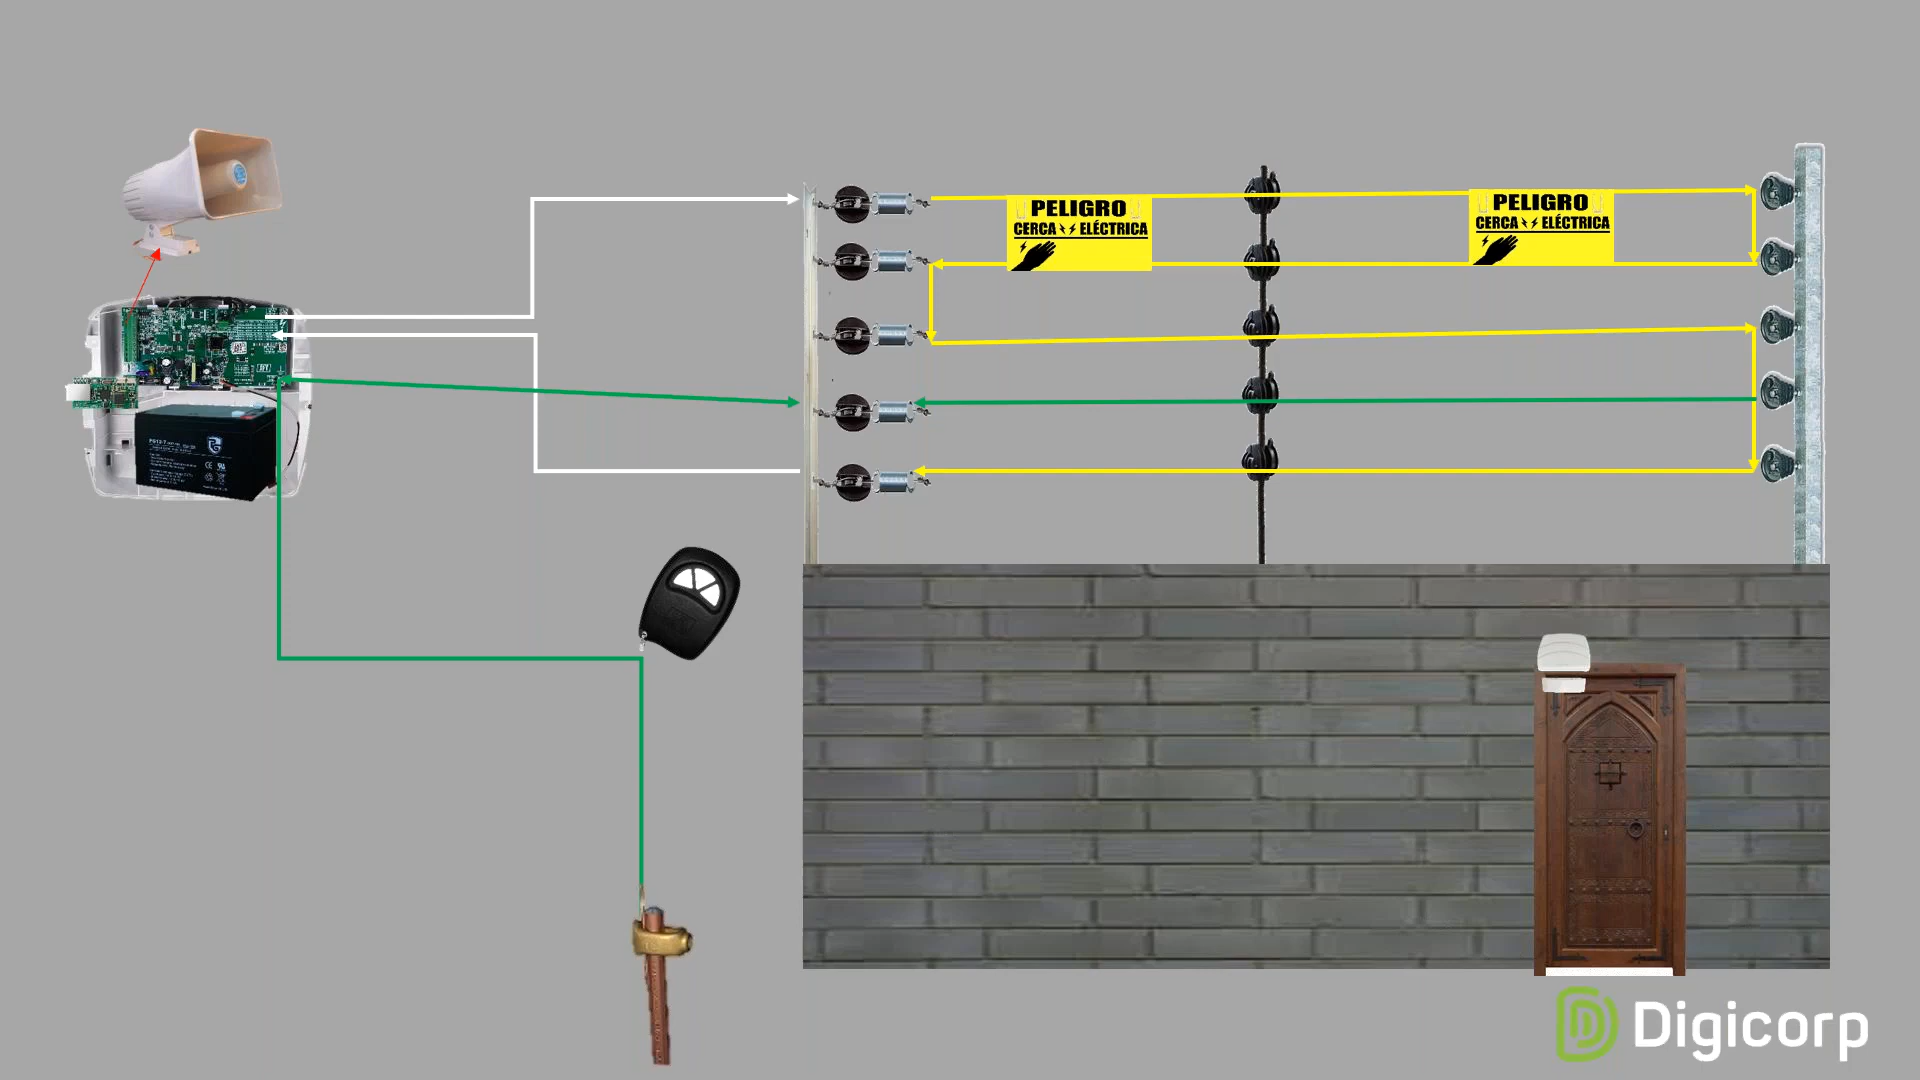 PELIGRO
CERCA ELÉCTRICA
PELIGRO
CERCA ELÉCTRICA
Digicorp